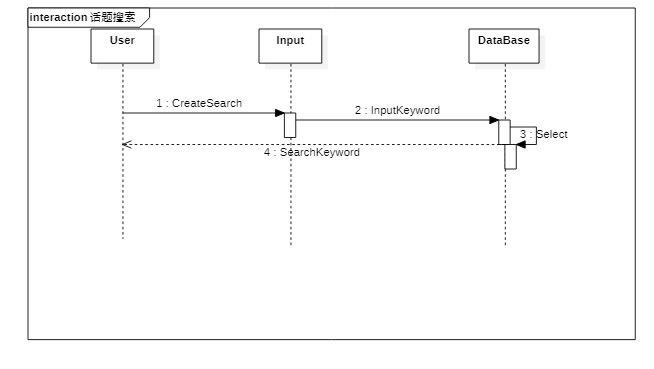 interaction 话题搜索
User
Input
DataBase
1 : CreateSearch
2 : InputKeyword
3 : Select
4 : SearchKeyword